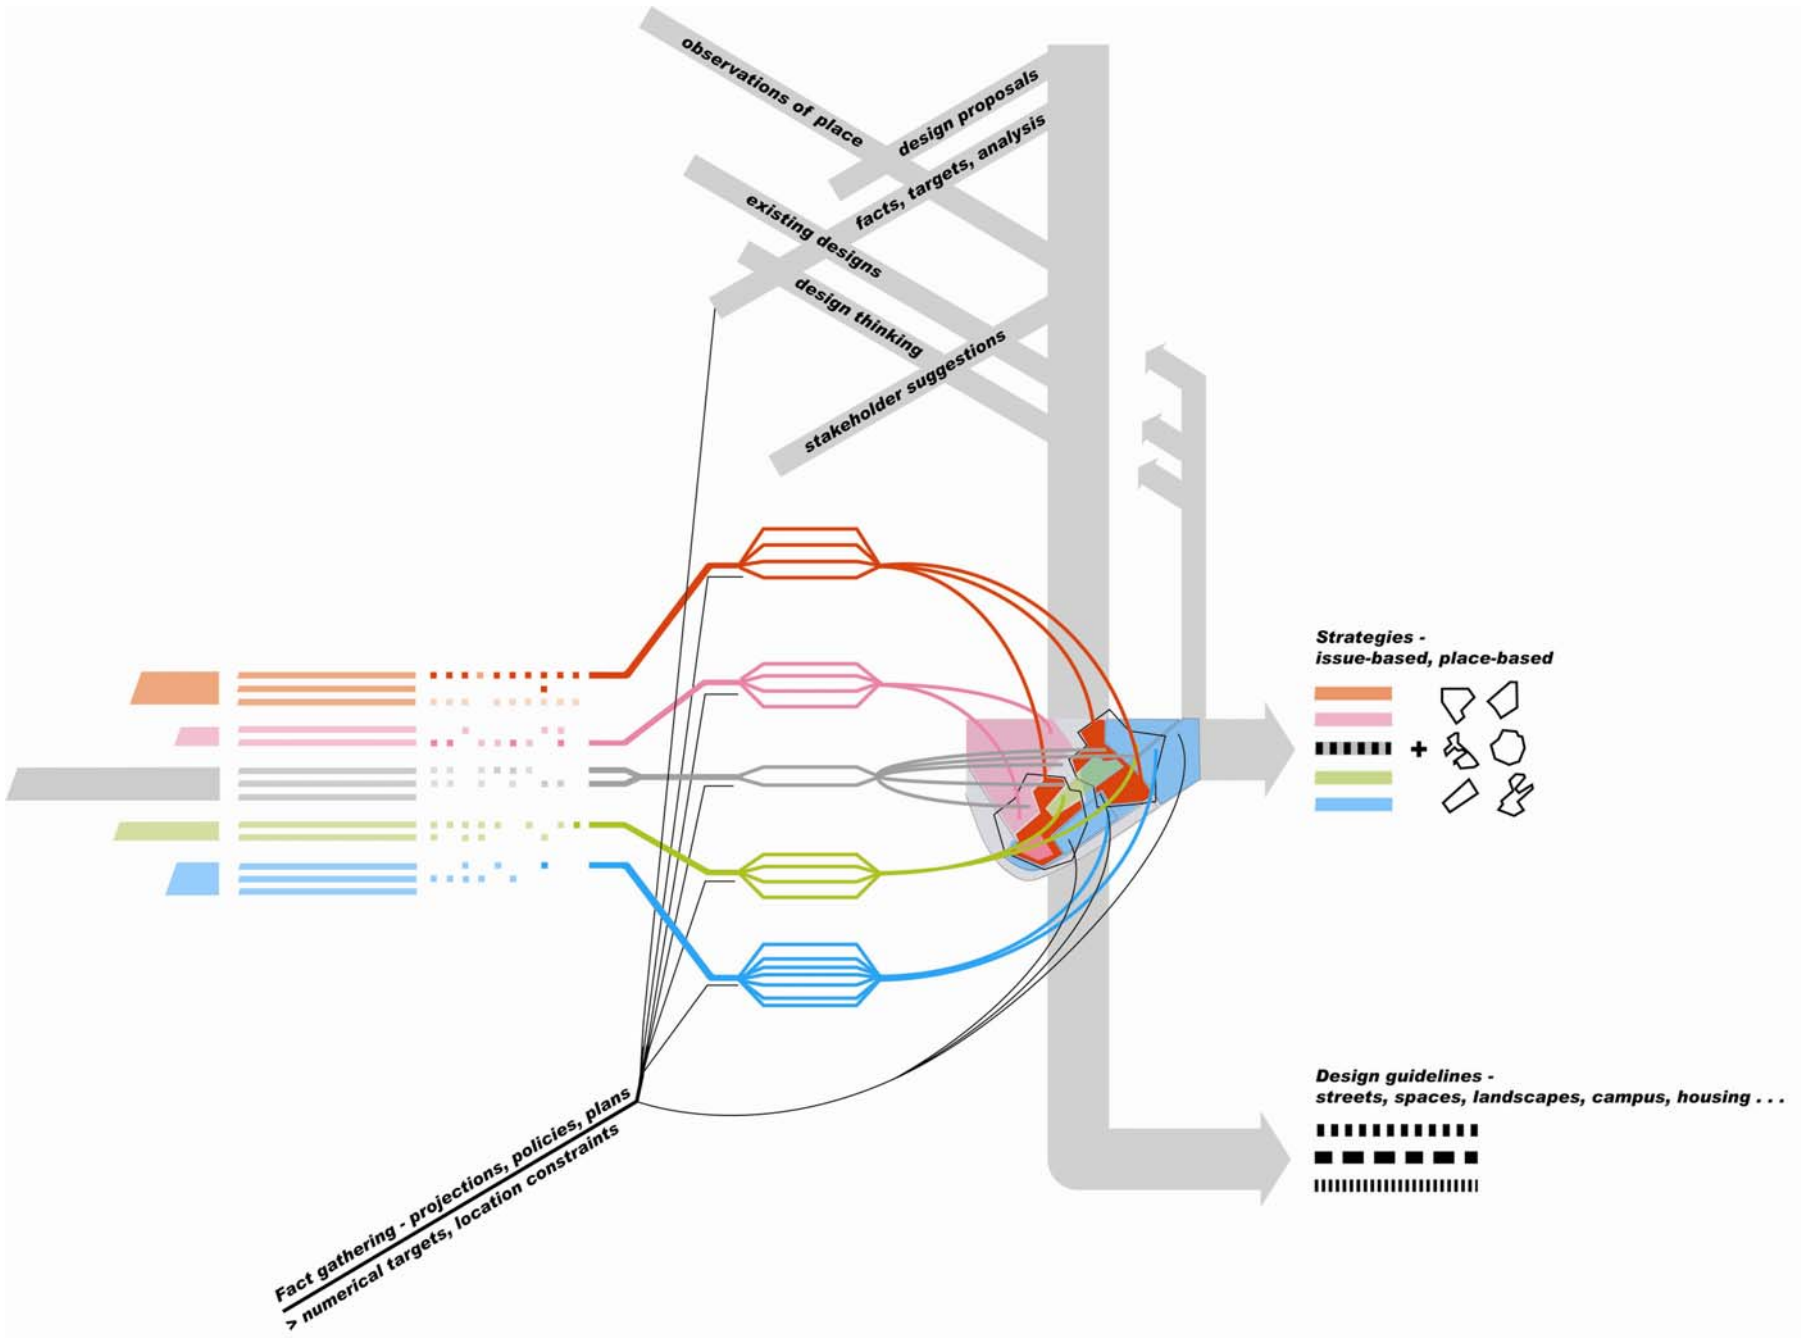 observations of place
design proposals
facts, targets, analysis
existing designs
design thinking
stakeholder suggestions
Strategies -
issue-based, place-based
+
Design guidelines -
streets, spaces, landscapes, campus, housing . . .
Fact gathering - projections, policies, plans
> numerical targets, location constraints